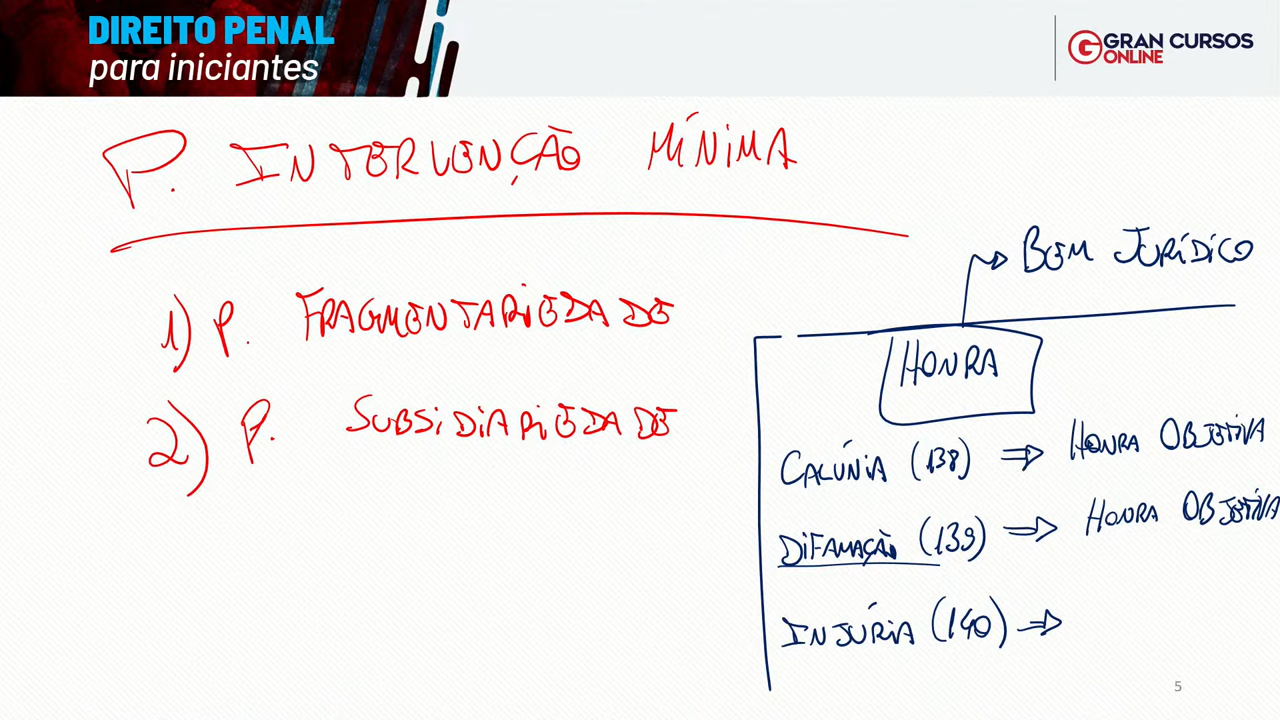 DIREITO PENAL
para iniciantes
GRAN CURSOS
ONLINE
P. INTERVENÇÃO MÍNIMA
1) P. FRAGMENTARIEDADE
2) P. SUBSIDIARIEDADE
BEM JURÍDICO
HONRA
CALÚNIA (138) ⇒ HONRA OBJETIVA
DIFAMAÇÃO (139) ⇒ HONRA OBJETIVA
INJÚRIA (140) ⇒
5